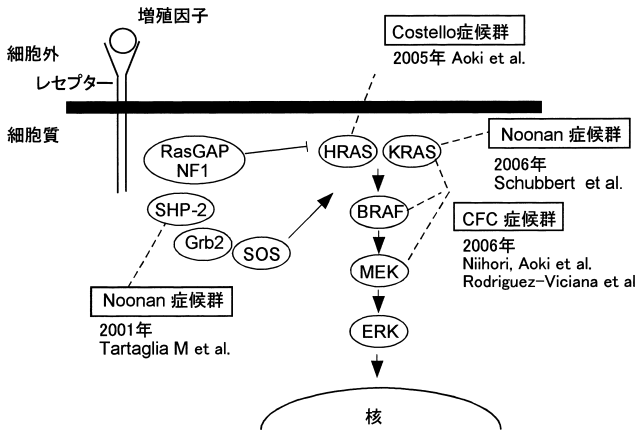 増殖因子
細胞外
レセプター
Costello症候群
2005年 Aoki et al.
細胞質
RasGAP
NF1
HRAS
KRAS
Noonan 症候群
2006年
Schubbert et al.
SHP-2
Grb2
SOS
BRAF
CFC 症候群
2006年
Niihori, Aoki et al.
Rodriguez-Viciana et al
MEK
Noonan 症候群
2001年
Tartaglia M et al.
ERK
核